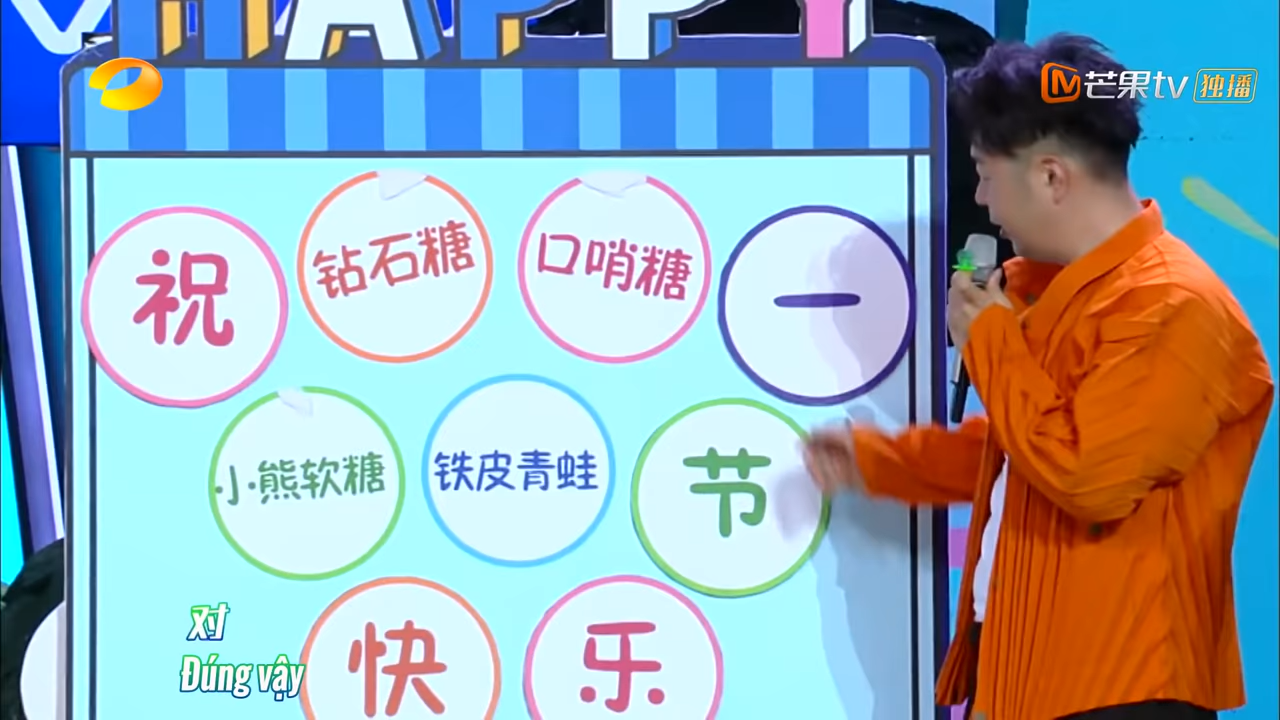 HAPPY
芒果tv 独播
祝
钻石糖
口哨糖
一
小熊软糖
铁皮青蛙
节
快
乐
对
Đúng vậy